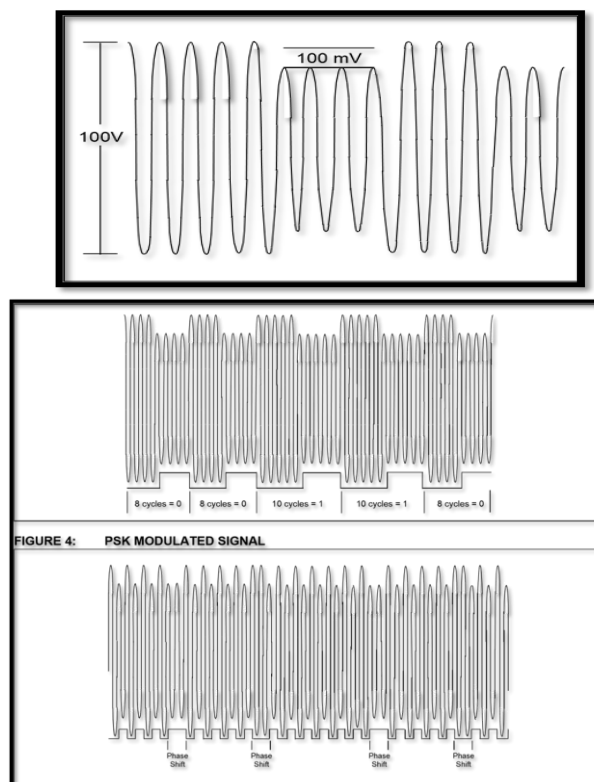 100 mV
100V
8 cycles = 0 8 cycles = 0 10 cycles = 1 10 cycles = 1 8 cycles = 0
FIGURE 4: PSK MODULATED SIGNAL
Phase Shift Phase Shift Phase Shift Phase Shift